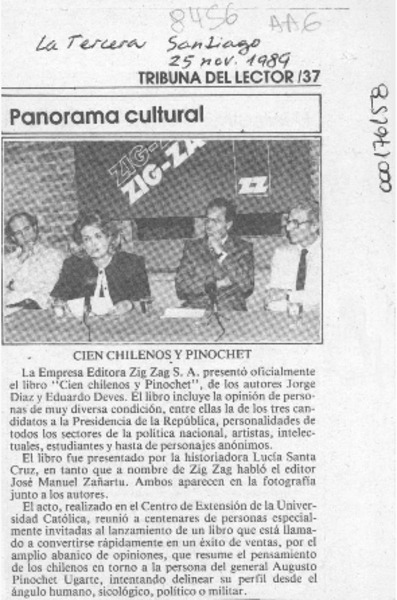 8456 AAG
La Tercera Santiago
25 nov. 1989
TRIBUNA DEL LECTOR /37
Panorama cultural
000176158
ZIG-ZA
ZIG-ZA
ZZ
CIEN CHILENOS Y PINOCHET
La Empresa Editora Zig Zag S. A. presentó oficialmente
el libro "Cien chilenos y Pinochet", de los autores Jorge
Díaz y Eduardo Deves. El libro incluye la opinión de perso-
nas de muy diversa condición, entre ellas la de los tres can-
didatos a la Presidencia de la República, personalidades de
todos los sectores de la política nacional, artistas, intelec-
tuales, estudiantes y hasta de personajes anónimos.
El libro fue presentado por la historiadora Lucía Santa
Cruz, en tanto que a nombre de Zig Zag habló el editor
José Manuel Zañartu. Ambos aparecen en la fotografía
junto a los autores.
El acto, realizado en el Centro de Extensión de la Univer-
sidad Católica, reunió a centenares de personas especial-
mente invitadas al lanzamiento de un libro que está llama-
do a convertirse rápidamente en un éxito de ventas, por el
amplio abanico de opiniones, que resume el pensamiento
de los chilenos en torno a la persona del general Augusto
Pinochet Ugarte, intentando delinear su perfil desde el
ángulo humano, sicológico, político o militar.